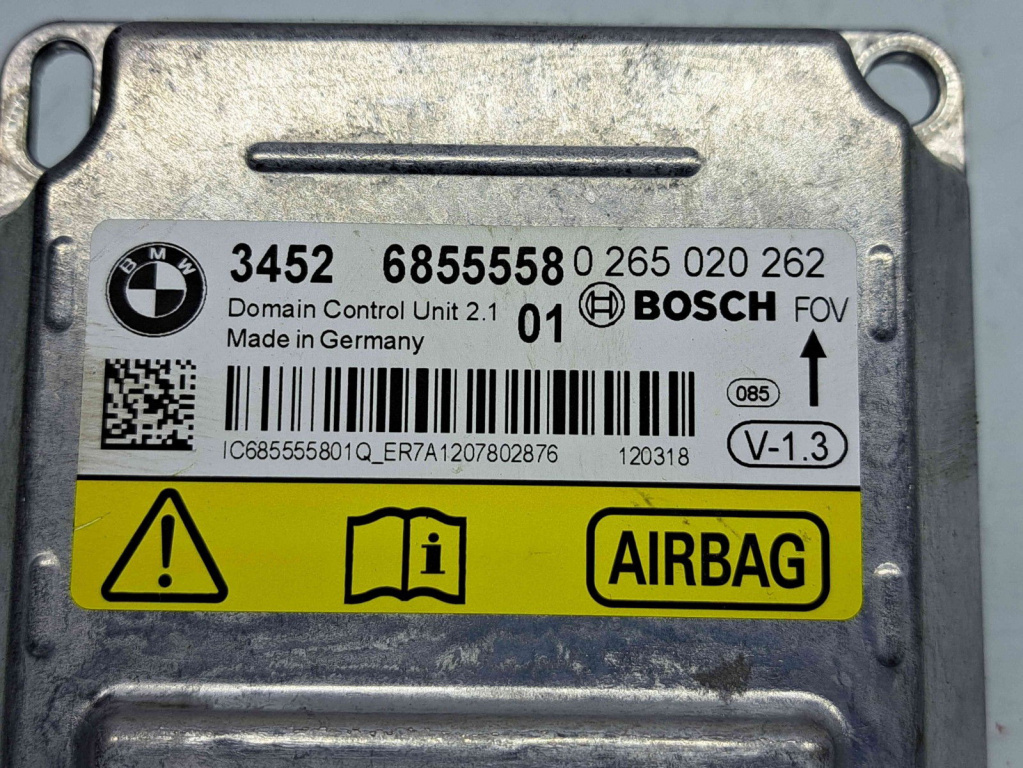 BMW
3452 6855558 0 265 020 262
Domain Control Unit 2.1 01 BOSCH FOV
Made in Germany
085
IC685555801Q_ER7A1207802876 120318 V-1.3
i AIRBAG